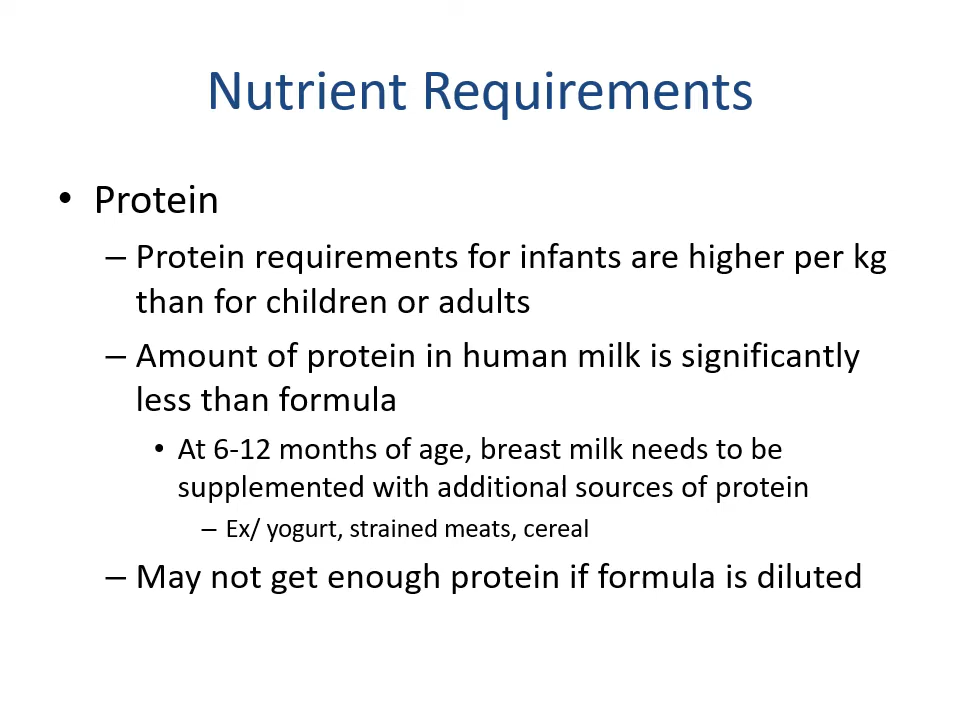 Nutrient Requirements
• Protein
– Protein requirements for infants are higher per kg
than for children or adults
– Amount of protein in human milk is significantly
less than formula
• At 6-12 months of age, breast milk needs to be
supplemented with additional sources of protein
– Ex/ yogurt, strained meats, cereal
– May not get enough protein if formula is diluted